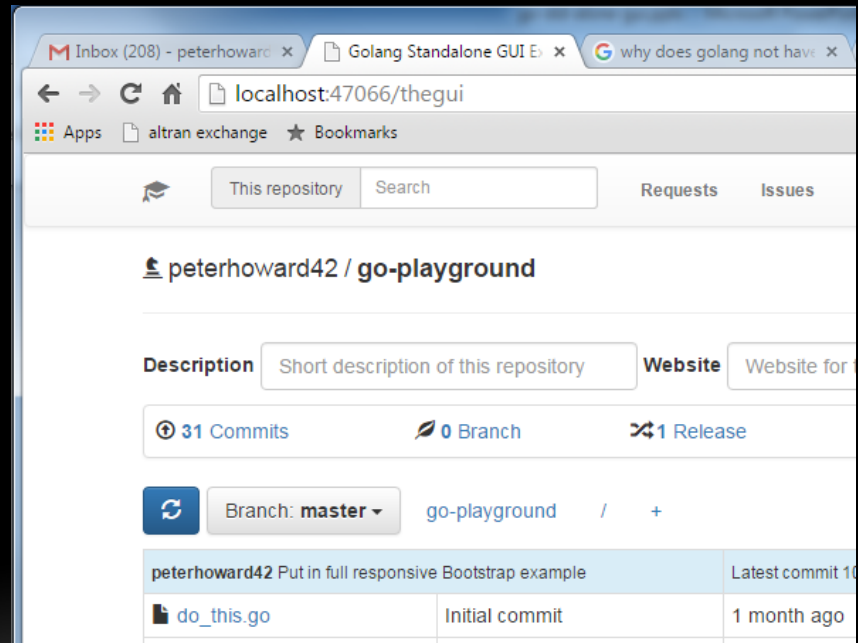 Inbox (208) - peterhoward
Golang Standalone GUI Ex
why does golang not have
localhost:47066/thegui
Apps altran exchange Bookmarks
This repository Search Requests Issues
peterhoward42 / go-playground
Description Short description of this repository Website Website for
31 Commits 0 Branch 1 Release
Branch: master go-playground / +
peterhoward42 Put in full responsive Bootstrap example Latest commit 10
do_this.go Initial commit 1 month ago